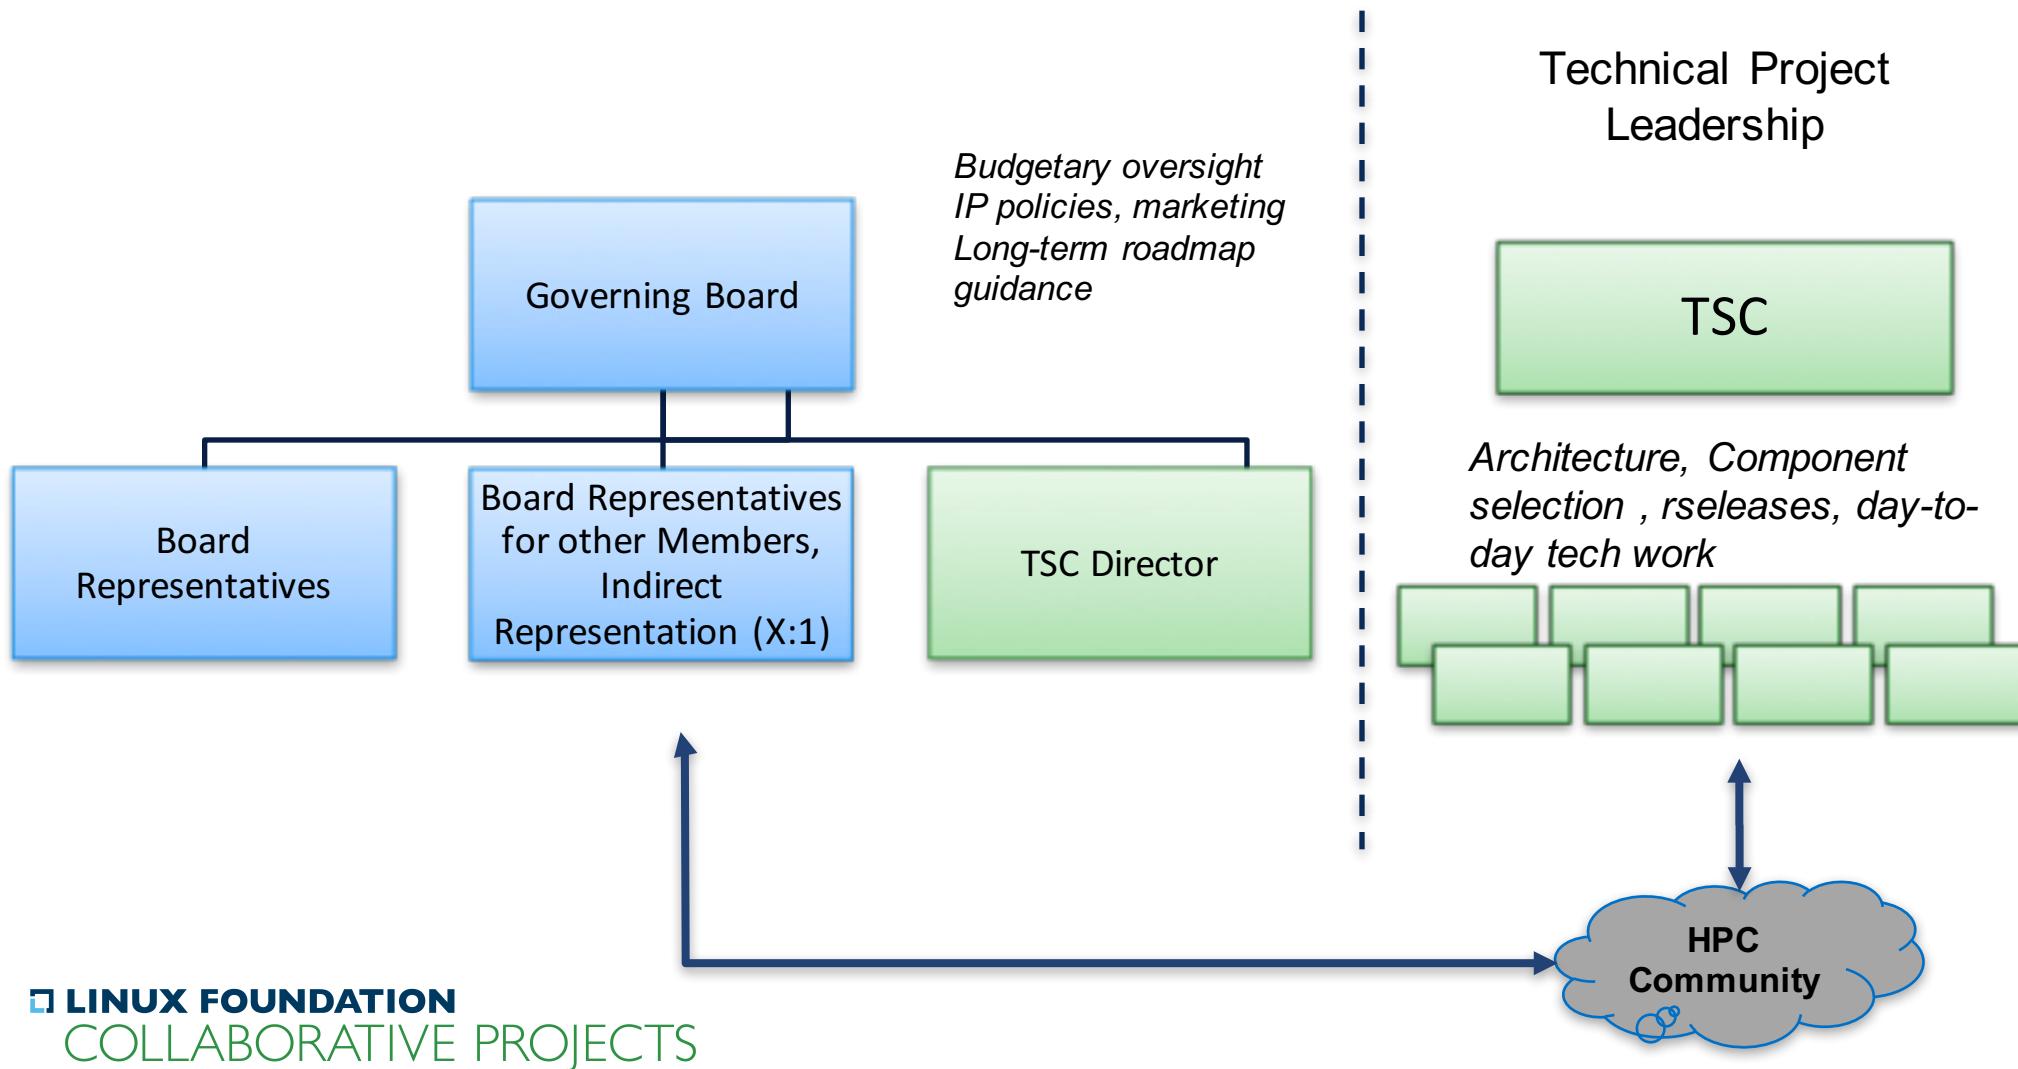 Technical Project
Leadership
Budgetary oversight
IP policies, marketing
Long-term roadmap
guidance
Governing Board
TSC
Architecture, Component
selection , rseleases, day-to-
day tech work
Board
Representatives
Board Representatives
for other Members,
Indirect
Representation (X:1)
TSC Director
HPC
Community
LINUX FOUNDATION
COLLABORATIVE PROJECTS